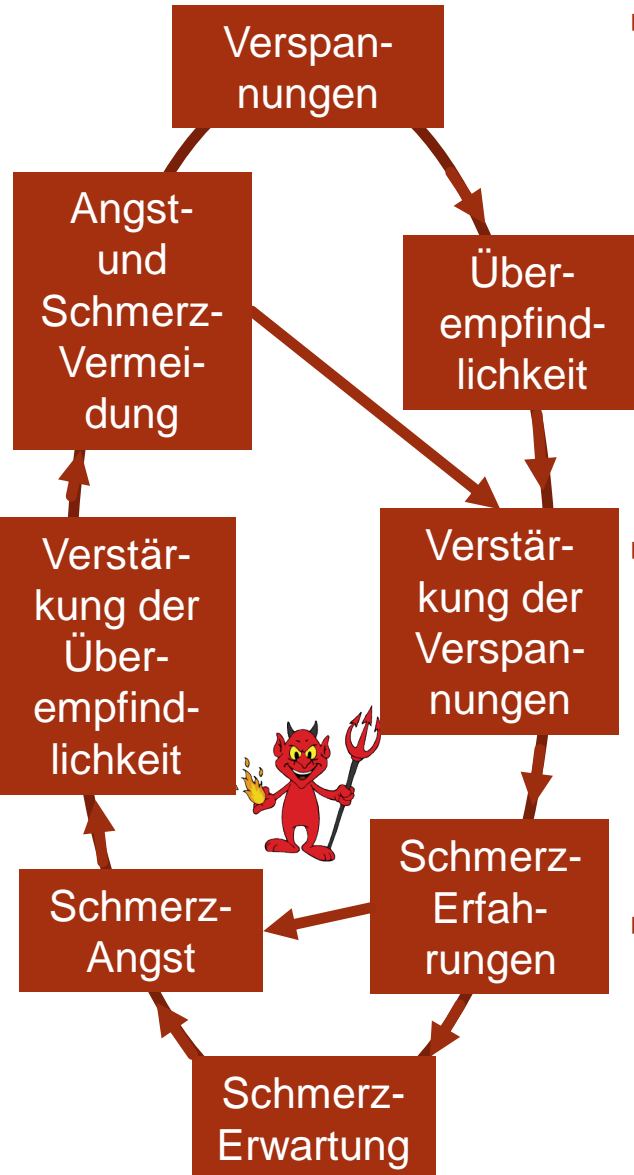 Verspan-
nungen
Angst-
und
Schmerz-
Vermei-
dung
Über-
empfind-
lichkeit
Verstär-
kung der
Über-
empfind-
lichkeit
Verstär-
kung der
Verspan-
nungen
Schmerz-
Angst
Schmerz-
Erfah-
rungen
Schmerz-
Erwartung